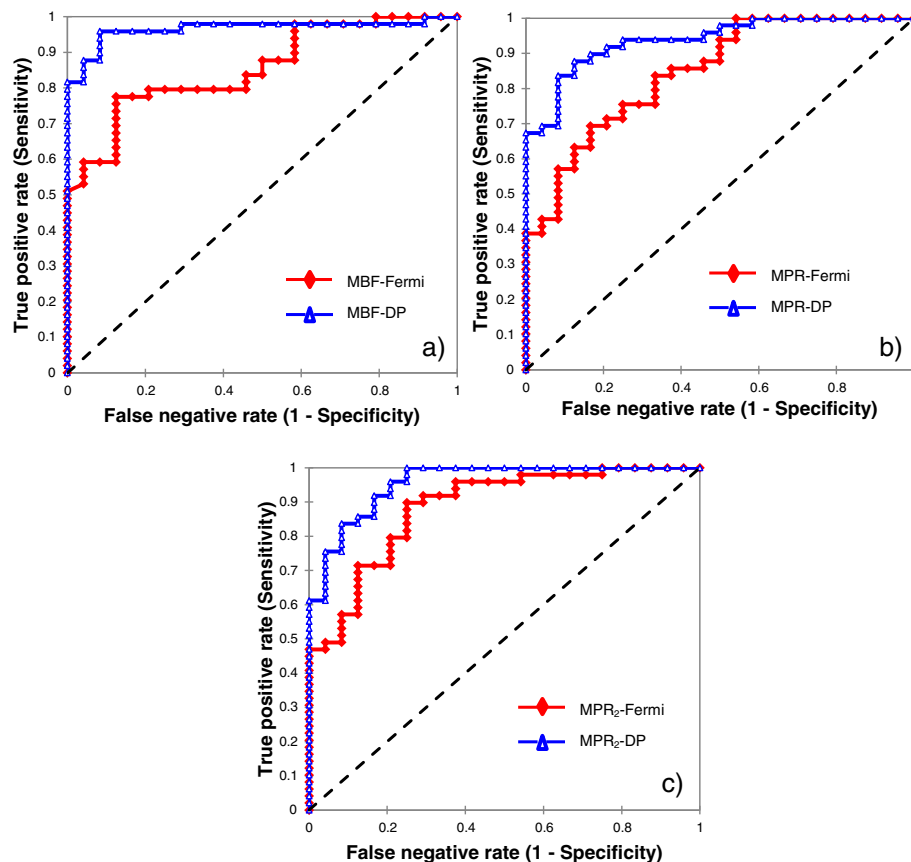 True positive rate (Sensitivity)
1
0.9
0.8
0.7
0.6
0.5
0.4
0.3
0.2
0.1
0
MBF-Fermi
MBF-DP
a)
0 0.2 0.4 0.6 0.8 1
False negative rate (1 - Specificity)
True positive rate (Sensitivity)
1
0.9
0.8
0.7
0.6
0.5
0.4
0.3
0.2
0.1
0
MPR-Fermi
MPR-DP
b)
0 0.2 0.4 0.6 0.8
False negative rate (1 - Specificity)
True positive rate (Sensitivity)
1
0.9
0.8
0.7
0.6
0.5
0.4
0.3
0.2
0.1
0
MPR₂-Fermi
MPR₂-DP
c)
0 0.2 0.4 0.6 0.8 1
False negative rate (1 - Specificity)